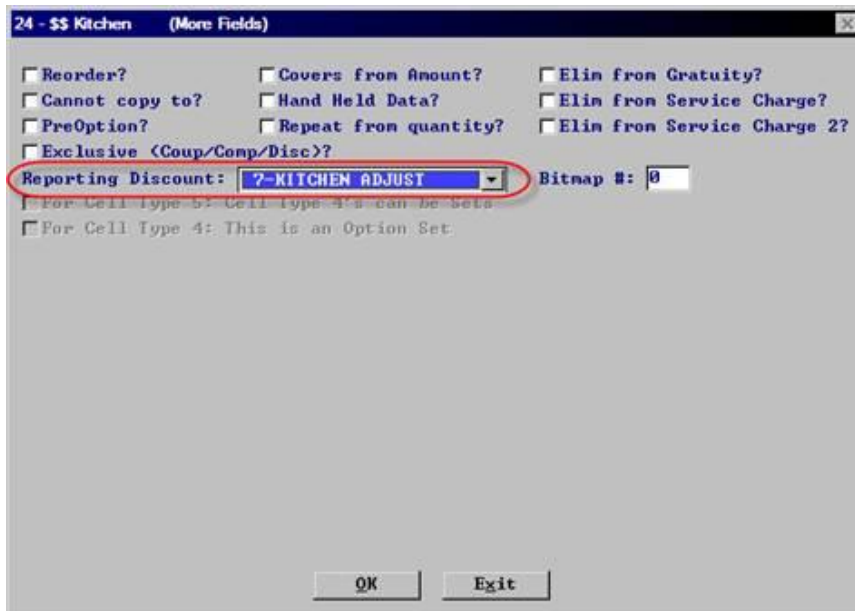 24 - $$ Kitchen (More Fields)
Reorder? Covers from Amount? Elim from Gratuity?
Cannot copy to? Hand Held Data? Elim from Service Charge?
PreOption? Repeat from quantity? Elim from Service Charge 2?
Exclusive (Coup/Comp/Disc)?
Reporting Discount: 7-KITCHEN ADJUST Bitmap #: 0
For Cell Type 5: Cell Type 4's can be Sets
For Cell Type 4: This is an Option Set
OK Exit